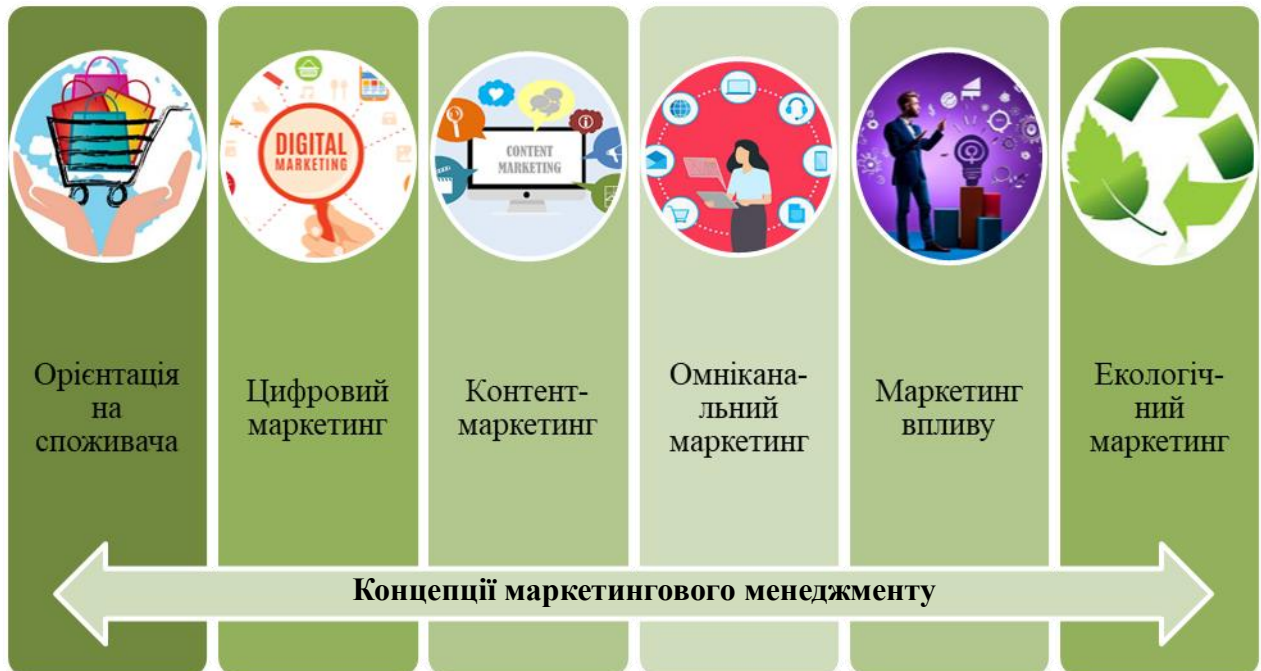 DIGITAL
MARKETING
CONTENT
MARKETING
Орієнтація
на
споживача
Цифровий
маркетинг
Контент-
маркетинг
Омніkана-
льний
маркетинг
Маркетинг
впливу
Екологіч-
ний
маркетинг
Концепції маркетингового менеджменту